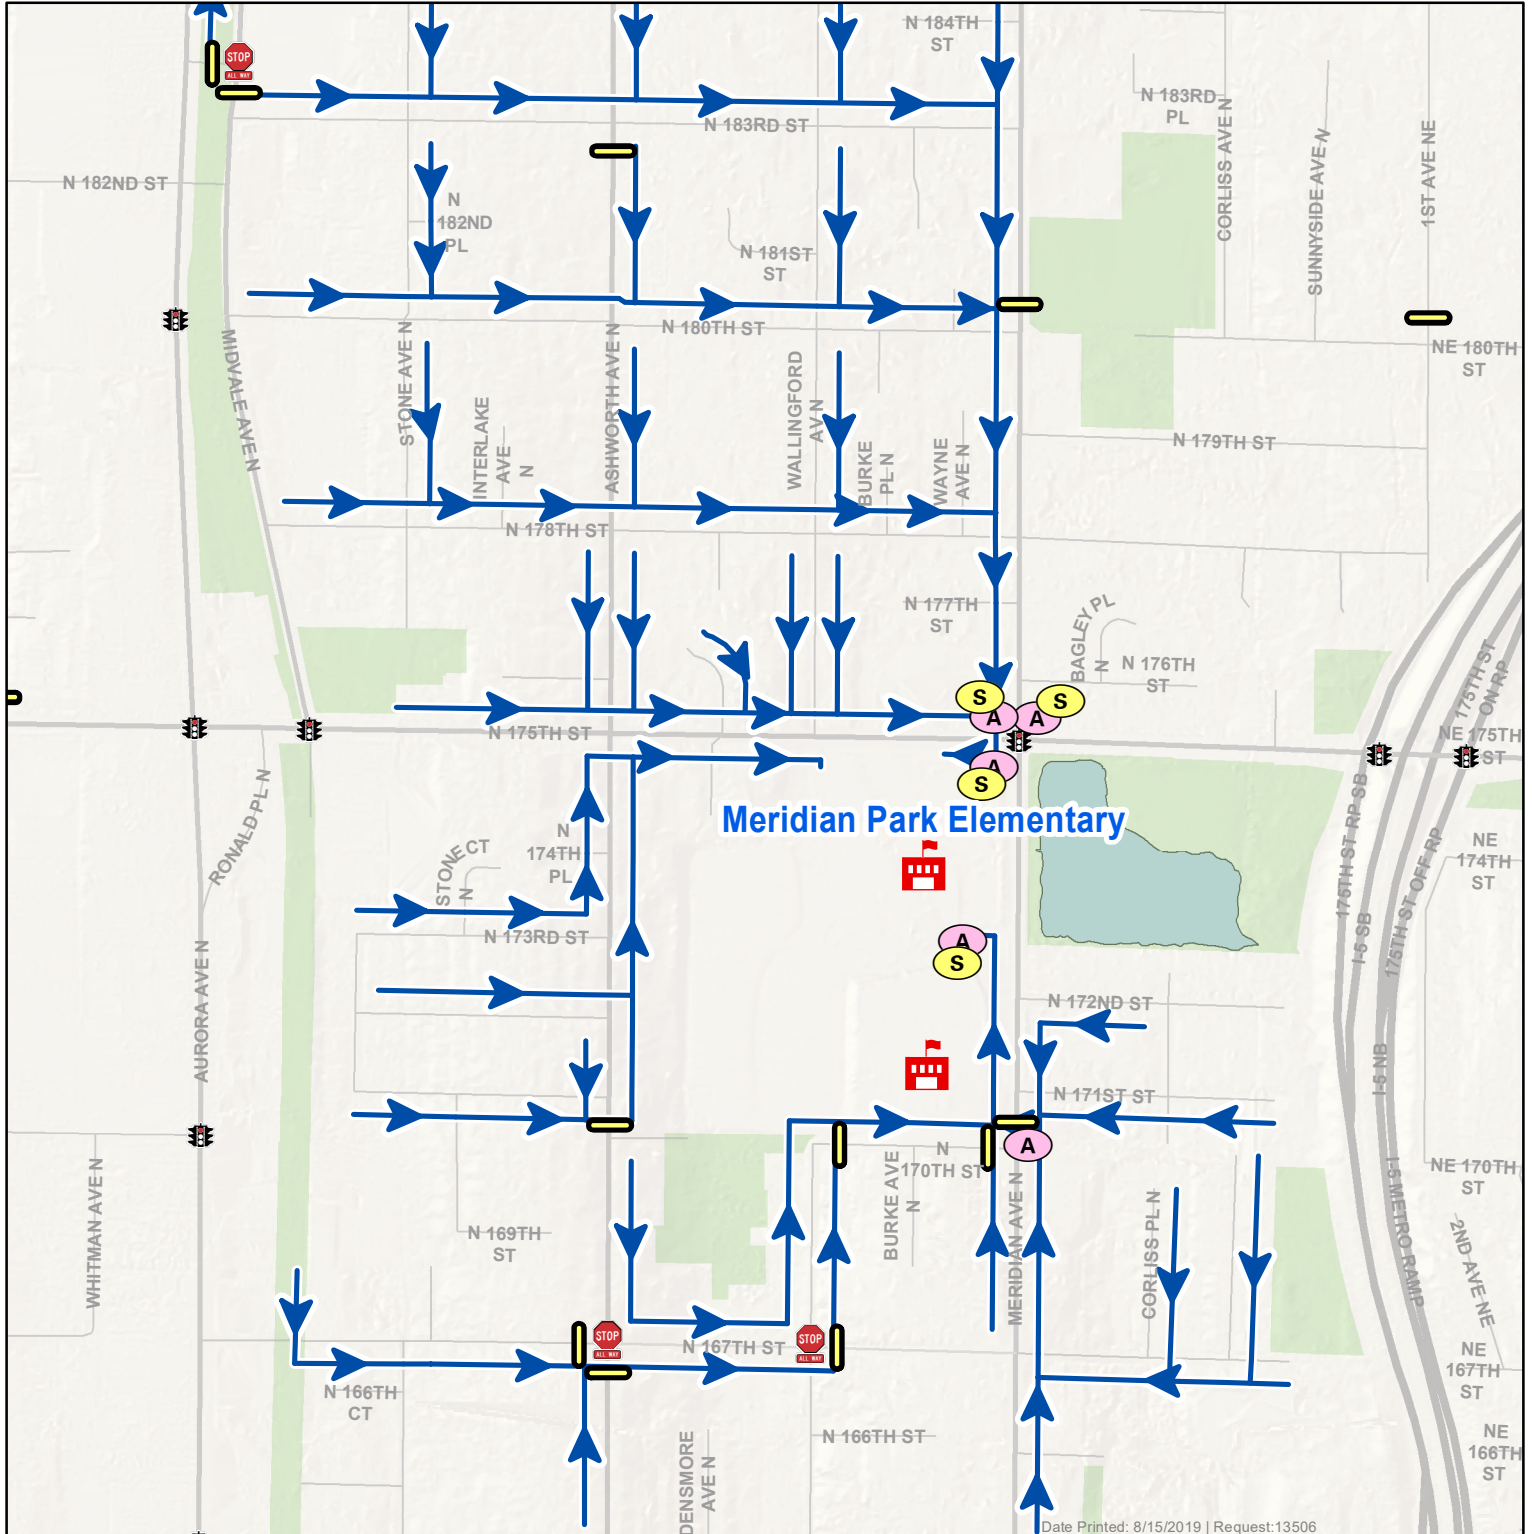 N 184TH
ST
STOP
ALL WAY
N 183RD
PL
N 183RD ST
CORLISS AVE N
SUNNYSIDE AVE N
1ST AVE NE
N 182ND ST
N
182ND
PL
N 181ST
ST
N 180TH ST
NE 180TH
ST
MIDVALE AVE N
STONE AVE N
INTERLAKE
AVE
N
ASHWORTH AVE N
WALLINGFORD
AV N
BURKE
PL N
WAYNE
AVE N
N 179TH ST
N 178TH ST
N 177TH
ST
BAGLEY PL
N
N 176TH
ST
175TH ST
ON RP
S
S
A
A
N 175TH ST
NE 175TH
ST
A
S
Meridian Park Elementary
RONALD PL N
STONE CT
N
N
174TH
PL
175TH ST RP SB
175TH ST OFF RP
NE
174TH
ST
N 173RD ST
A
S
I-5 SB
AURORA AVE N
N 172ND ST
I-5 NB
N 171ST ST
A
N
170TH ST
BURKE AVE
N
MERIDIAN AVE N
CORLISS PL N
I-5 METRO RAMP
NE 170TH
ST
WHITMAN AVE N
N 169TH
ST
2ND AVE NE
STOP
ALL WAY
STOP
ALL WAY
N 167TH ST
NE
167TH
ST
N 166TH
CT
N 166TH ST
NE
166TH
ST
DENSMORE
AVE N
Date Printed: 8/15/2019 | Request:13506